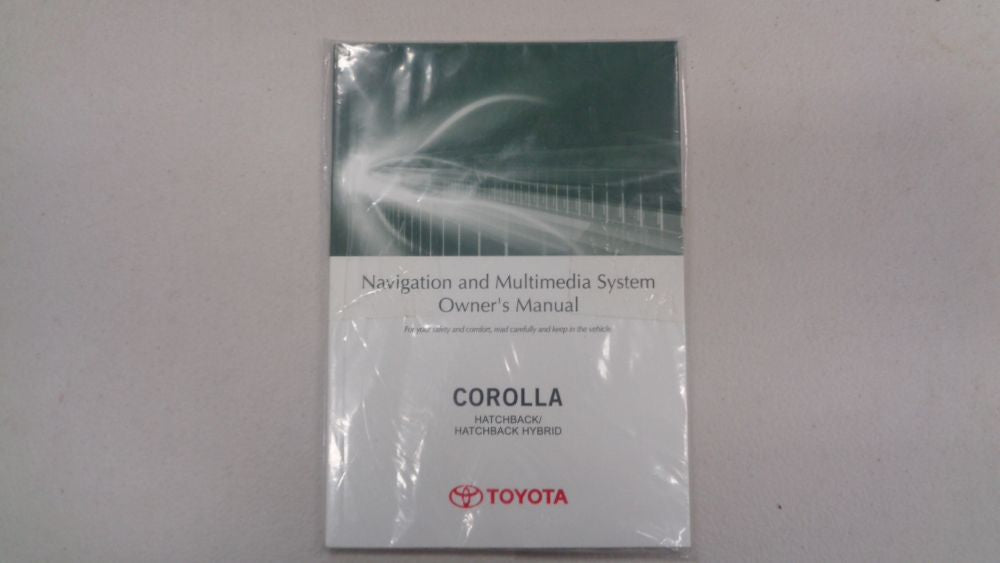 Navigation and Multimedia System
Owner's Manual
For your safety and comfort, read carefully and keep in the vehicle.
COROLLA
HATCHBACK/
HATCHBACK HYBRID
TOYOTA